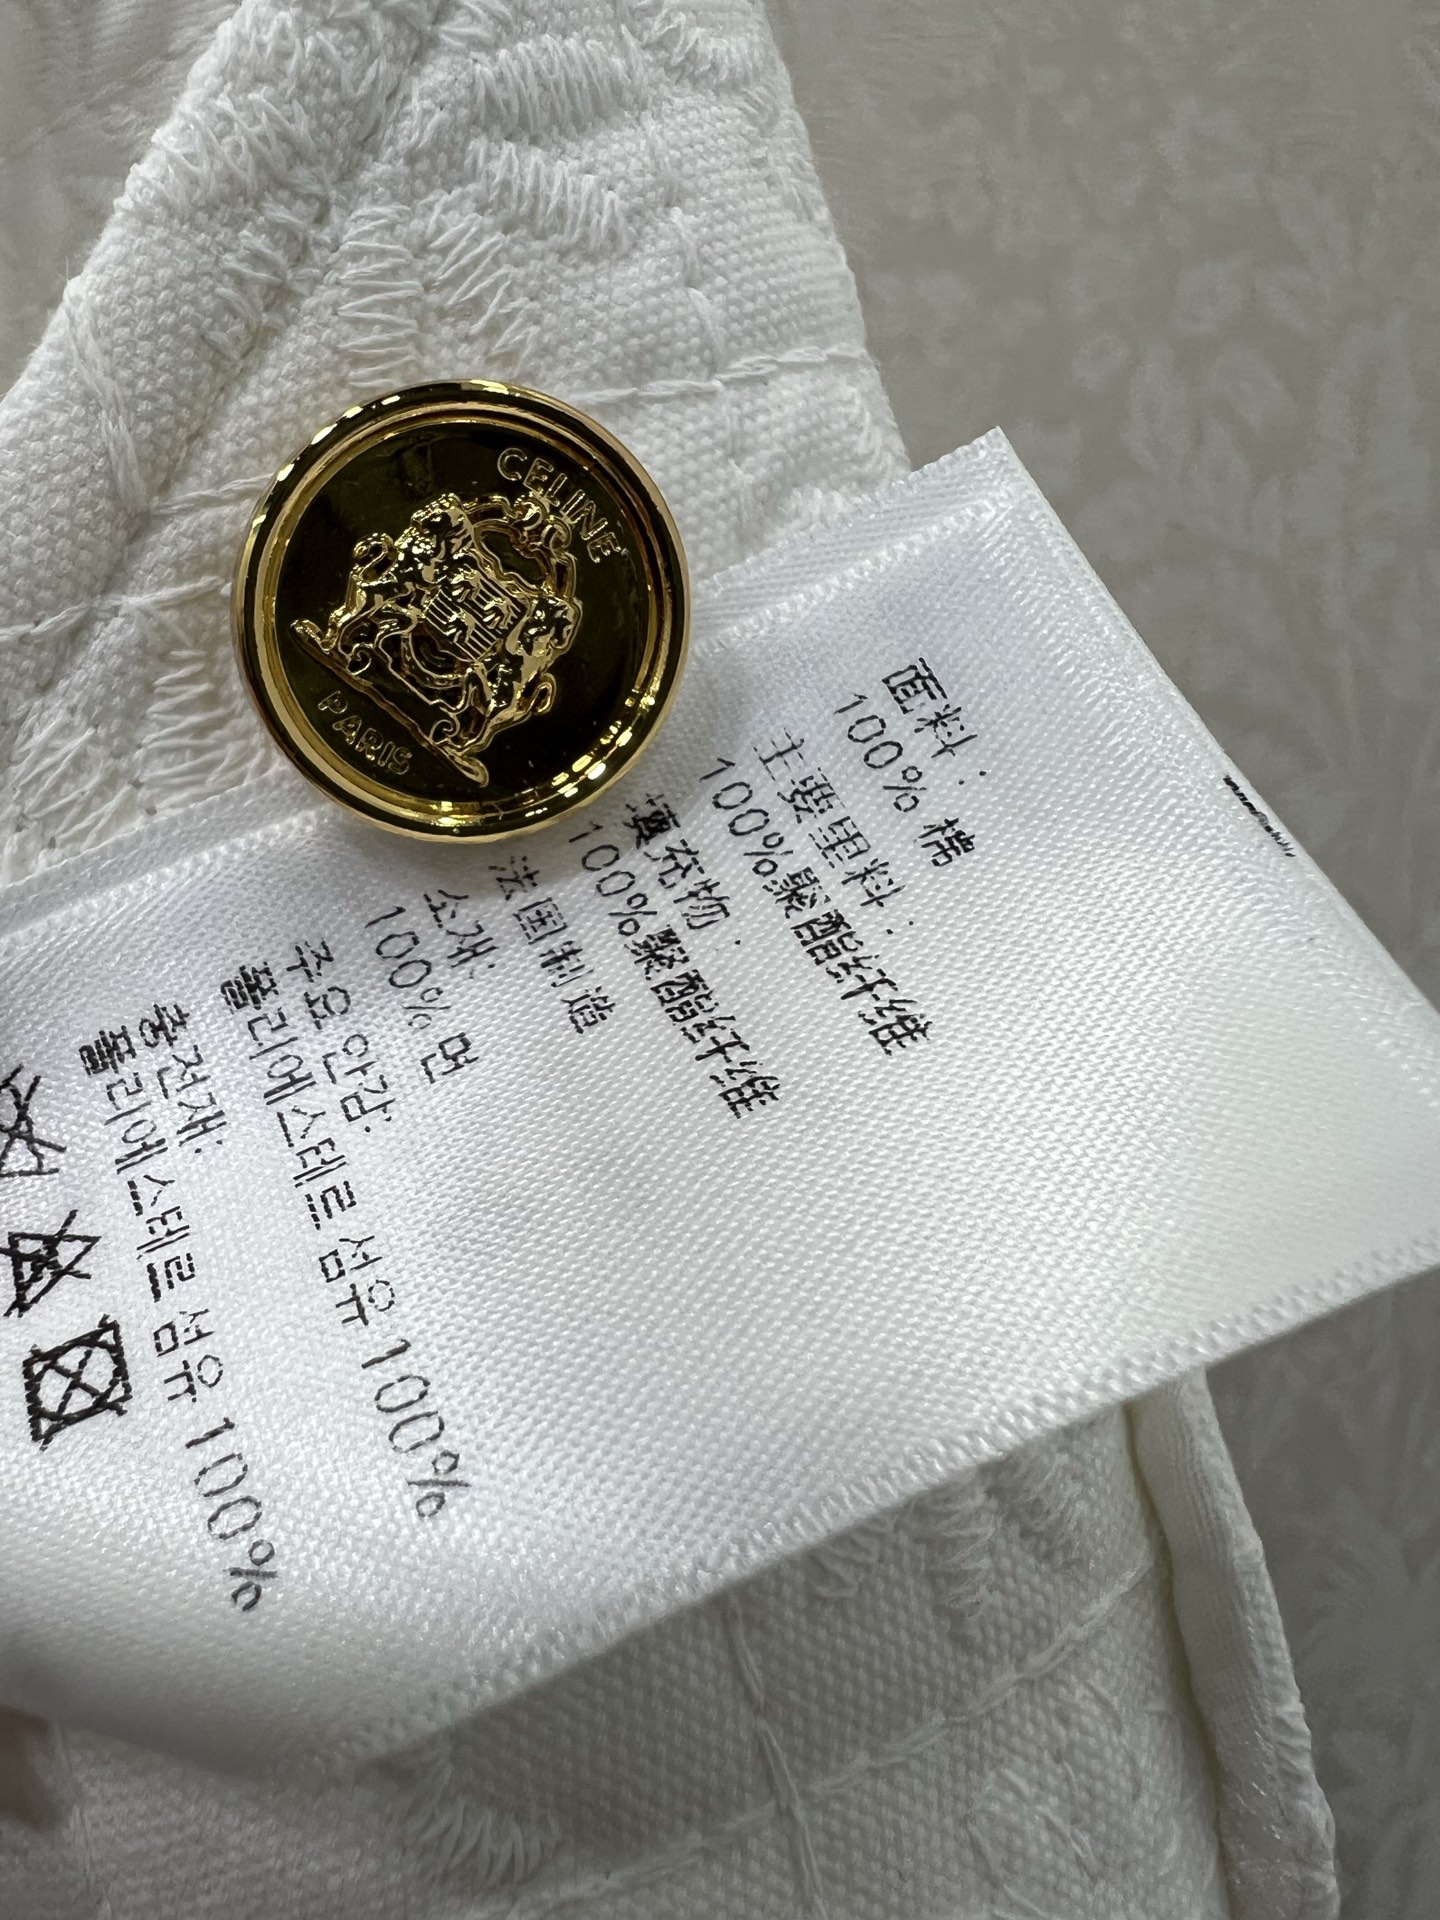 CELINE
PARIS
面料:
100% 棉
主要里料:
100%聚酯纤维
填充物:
100%聚酯纤维
法国制造
소재:
100% 면
주요 안감:
폴리에스테르 섬유 100%
충전재:
폴리에스테르 섬유 100%